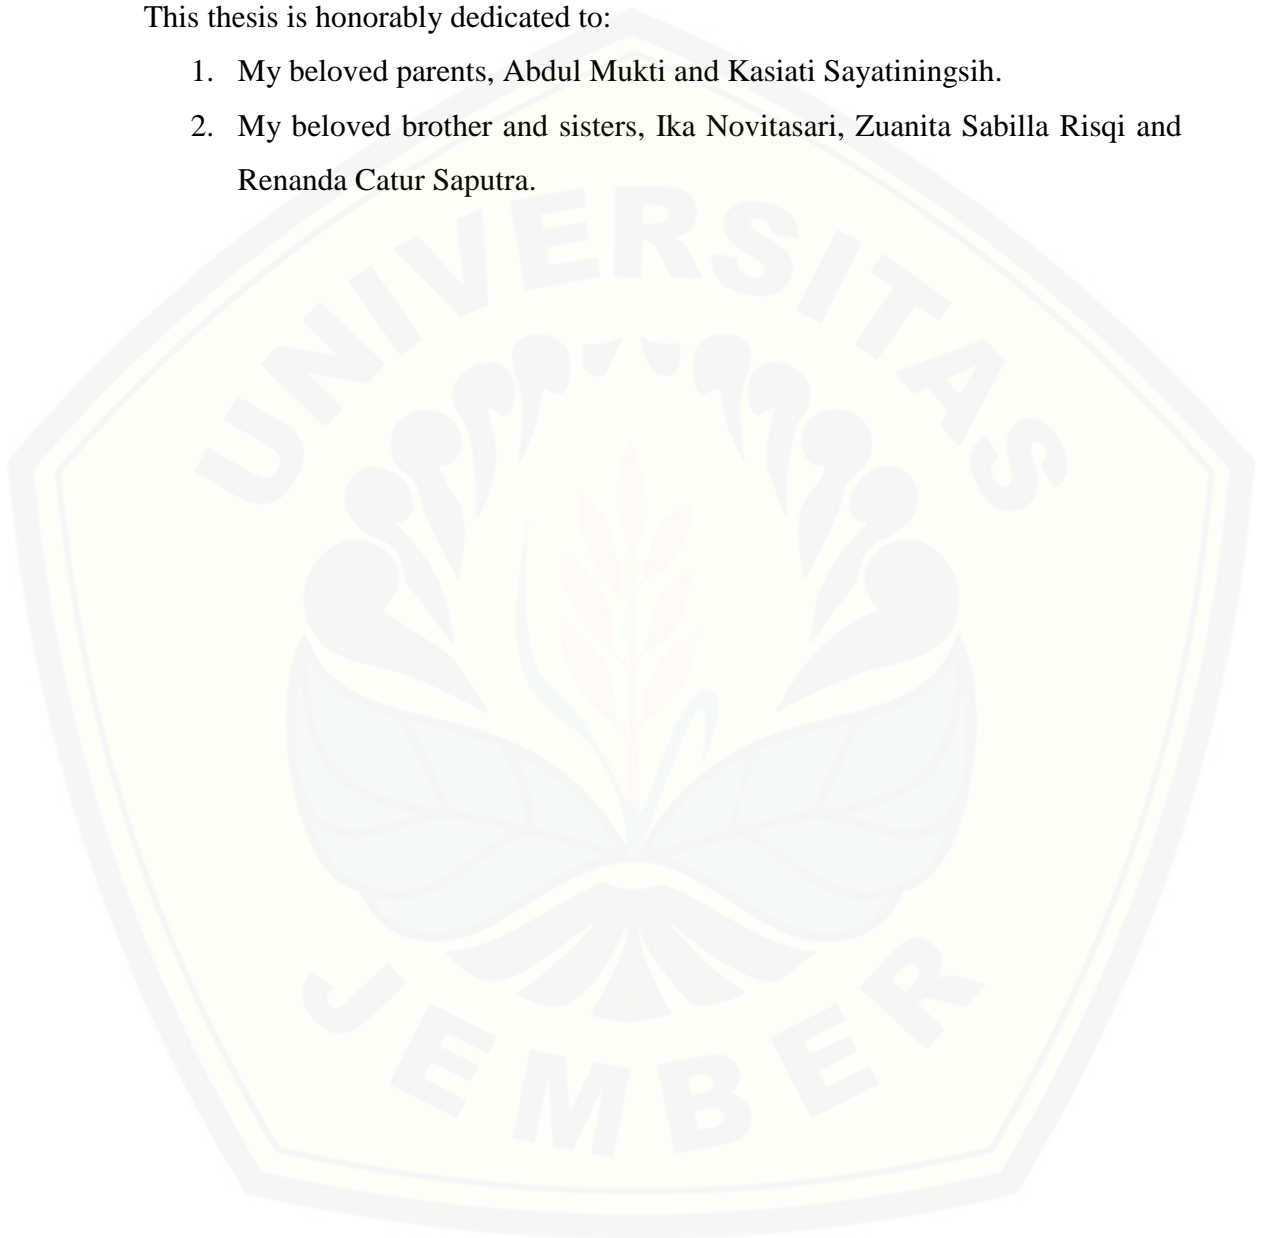 This thesis is honorably dedicated to:
1. My beloved parents, Abdul Mukti and Kasiati Sayatiningsih.
2. My beloved brother and sisters, Ika Novitasari, Zuanita Sabilla Risqi and
Renanda Catur Saputra.
UNIVERSITAS
JEMBER